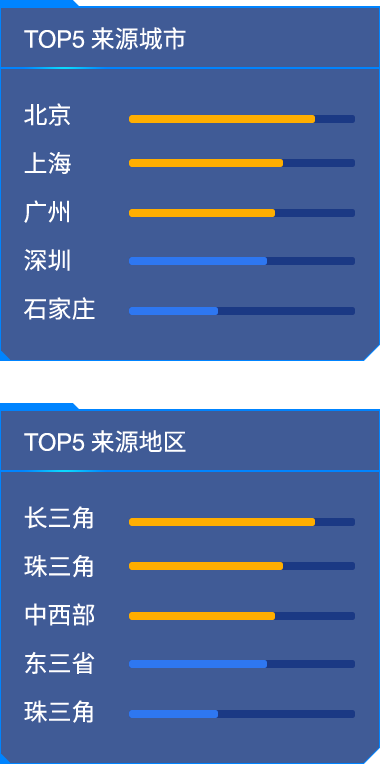 TOP5 来源城市
北京
上海
广州
深圳
石家庄
TOP5 来源地区
长三角
珠三角
中西部
东三省
珠三角